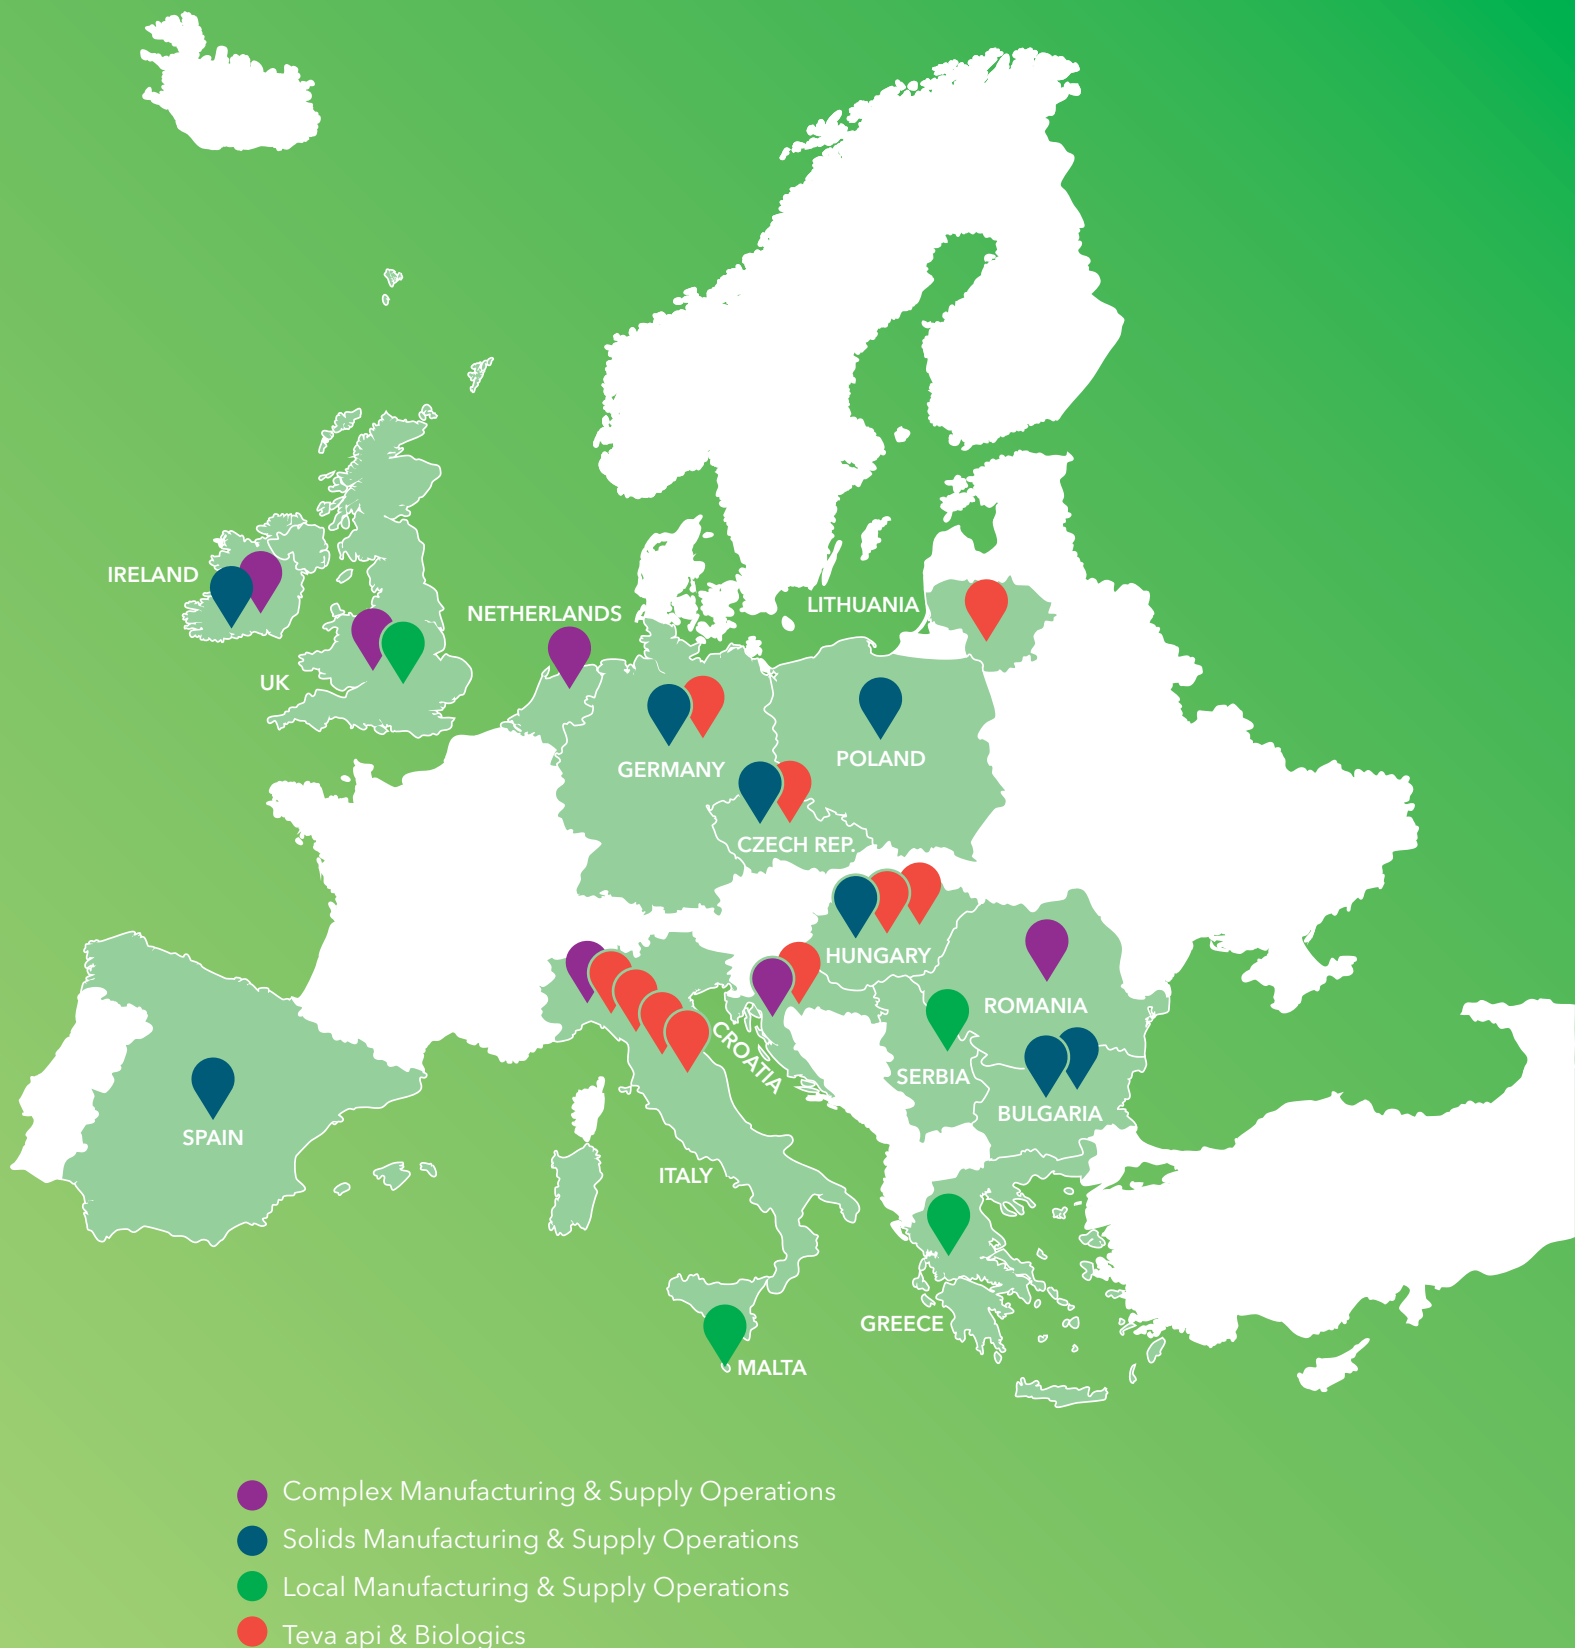 IRELAND
NETHERLANDS
LITHUANIA
UK
POLAND
GERMANY
CZECH REP.
HUNGARY
ROMANIA
CROATIA
SERBIA
BULGARIA
SPAIN
ITALY
GREECE
MALTA
Complex Manufacturing & Supply Operations
Solids Manufacturing & Supply Operations
Local Manufacturing & Supply Operations
Teva api & Biologics